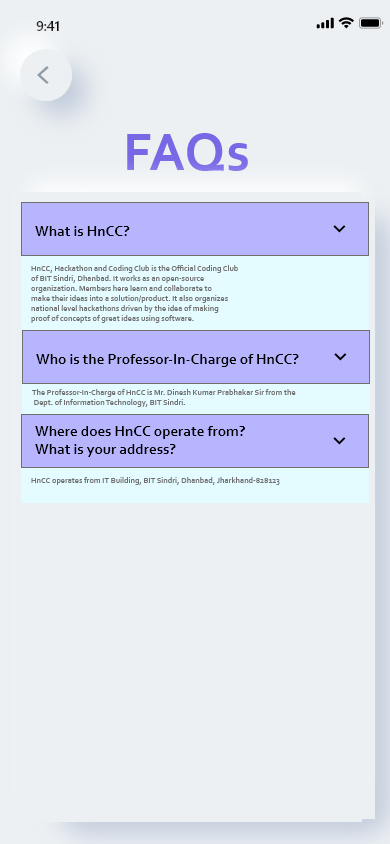 9:41
FAQs
What is HnCC?
HnCC, Hackathon and Coding Club is the Official Coding Club
of BIT Sindri, Dhanbad. It works as an open-source
organization. Members here learn and collaborate to
make their ideas into a solution/product. It also organizes
national level hackathons driven by the idea of making
proof of concepts of great ideas using software.
Who is the Professor-In-Charge of HnCC?
The Professor-In-Charge of HnCC is Mr. Dinesh Kumar Prabhakar Sir from the
Dept. of Information Technology, BIT Sindri.
Where does HnCC operate from?
What is your address?
HnCC operates from IT Building, BIT Sindri, Dhanbad, Jharkhand-828123